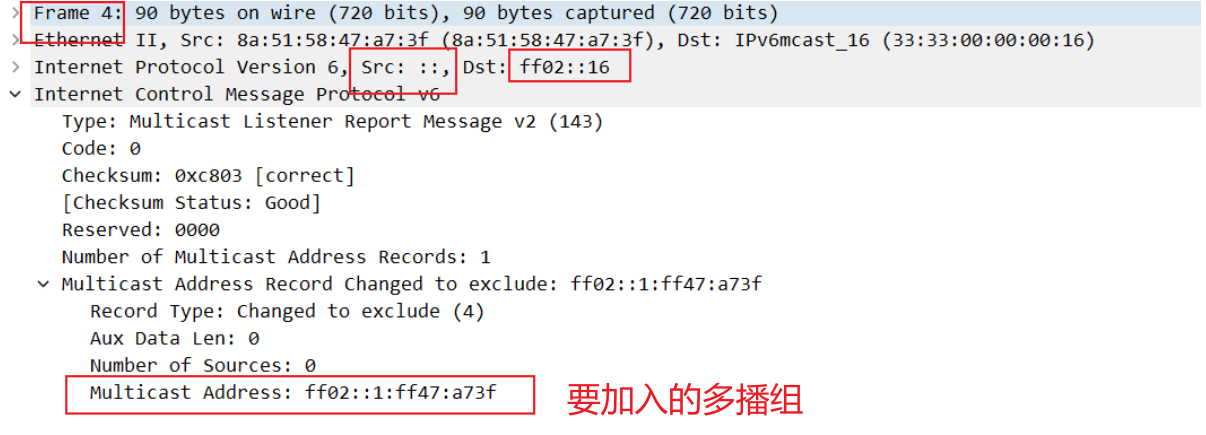 Frame 4: 90 bytes on wire (720 bits), 90 bytes captured (720 bits)
Ethernet II, Src: 8a:51:58:47:a7:3f (8a:51:58:47:a7:3f), Dst: IPv6mcast_16 (33:33:00:00:00:16)
Internet Protocol Version 6, Src: ::, Dst: ff02::16
Internet Control Message Protocol v6
Type: Multicast Listener Report Message v2 (143)
Code: 0
Checksum: 0xc803 [correct]
[Checksum Status: Good]
Reserved: 0000
Number of Multicast Address Records: 1
Multicast Address Record Changed to exclude: ff02::1:ff47:a73f
Record Type: Changed to exclude (4)
Aux Data Len: 0
Number of Sources: 0
Multicast Address: ff02::1:ff47:a73f 要加入的多播组